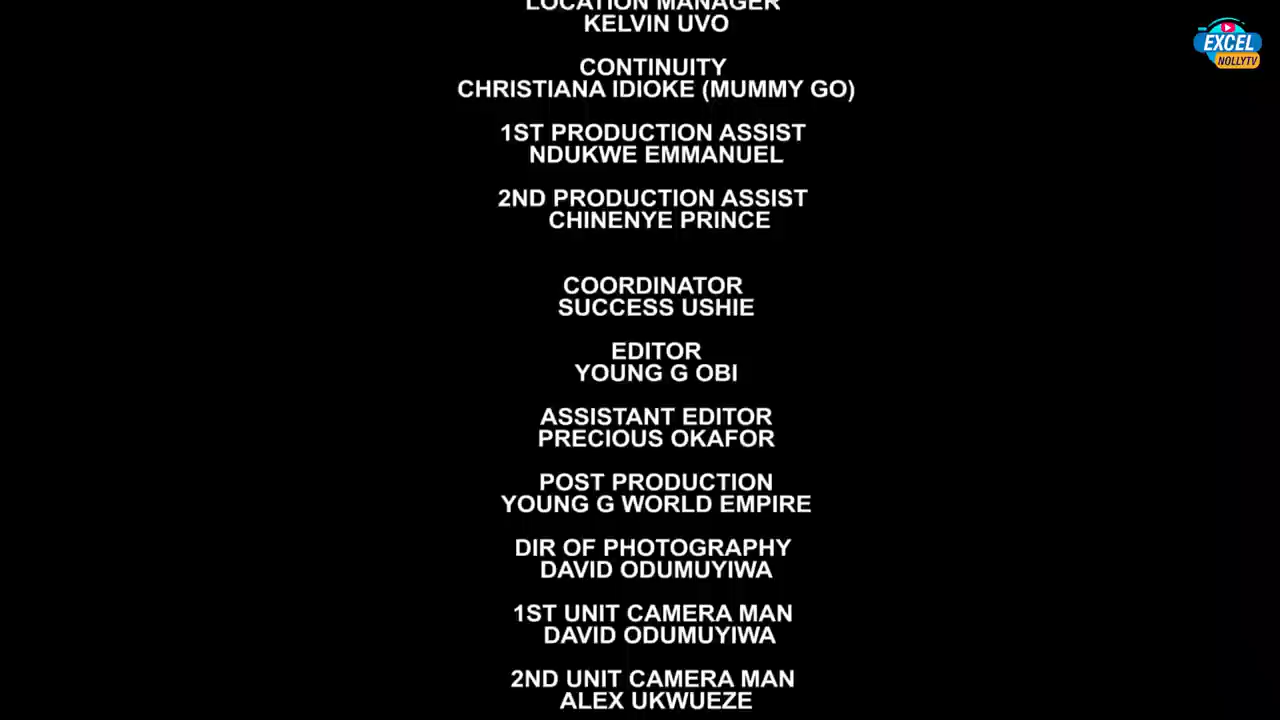 LOCATION MANAGER
KELVIN UVO
EXCEL
NOLLYTV
CONTINUITY
CHRISTIANA IDIOKE (MUMMY GO)
1ST PRODUCTION ASSIST
NDUKWE EMMANUEL
2ND PRODUCTION ASSIST
CHINENYE PRINCE
COORDINATOR
SUCCESS USHIE
EDITOR
YOUNG G OBI
ASSISTANT EDITOR
PRECIOUS OKAFOR
POST PRODUCTION
YOUNG G WORLD EMPIRE
DIR OF PHOTOGRAPHY
DAVID ODUMUYIWA
1ST UNIT CAMERA MAN
DAVID ODUMUYIWA
2ND UNIT CAMERA MAN
ALEX UKWUEZE